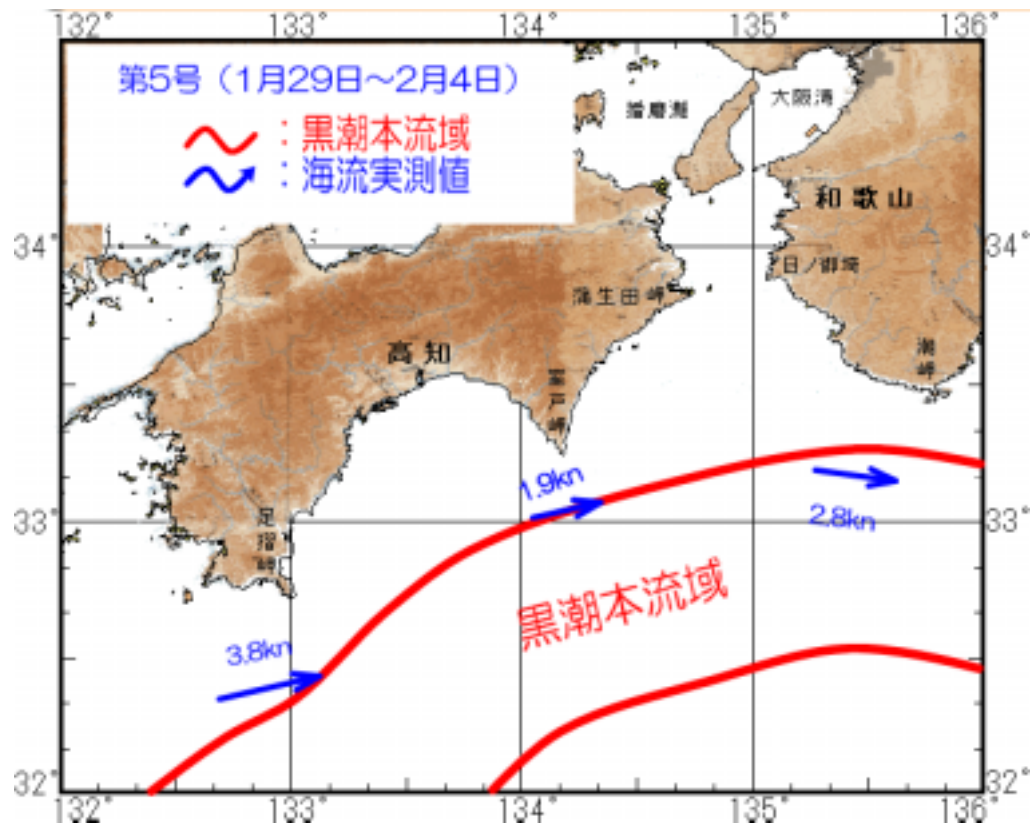 132° 133° 134° 135° 136°
第5号（1月29日～2月4日）
：黒潮本流域
：海流実測値
播磨灘
大阪湾
和歌山
34° 34°
日ノ御埼
蒲生田岬
高知
潮岬
室戸岬
1.9kn
2.8kn
33° 33°
足摺岬
黒潮本流域
3.8kn
32° 32°
132° 133° 134° 135° 136°